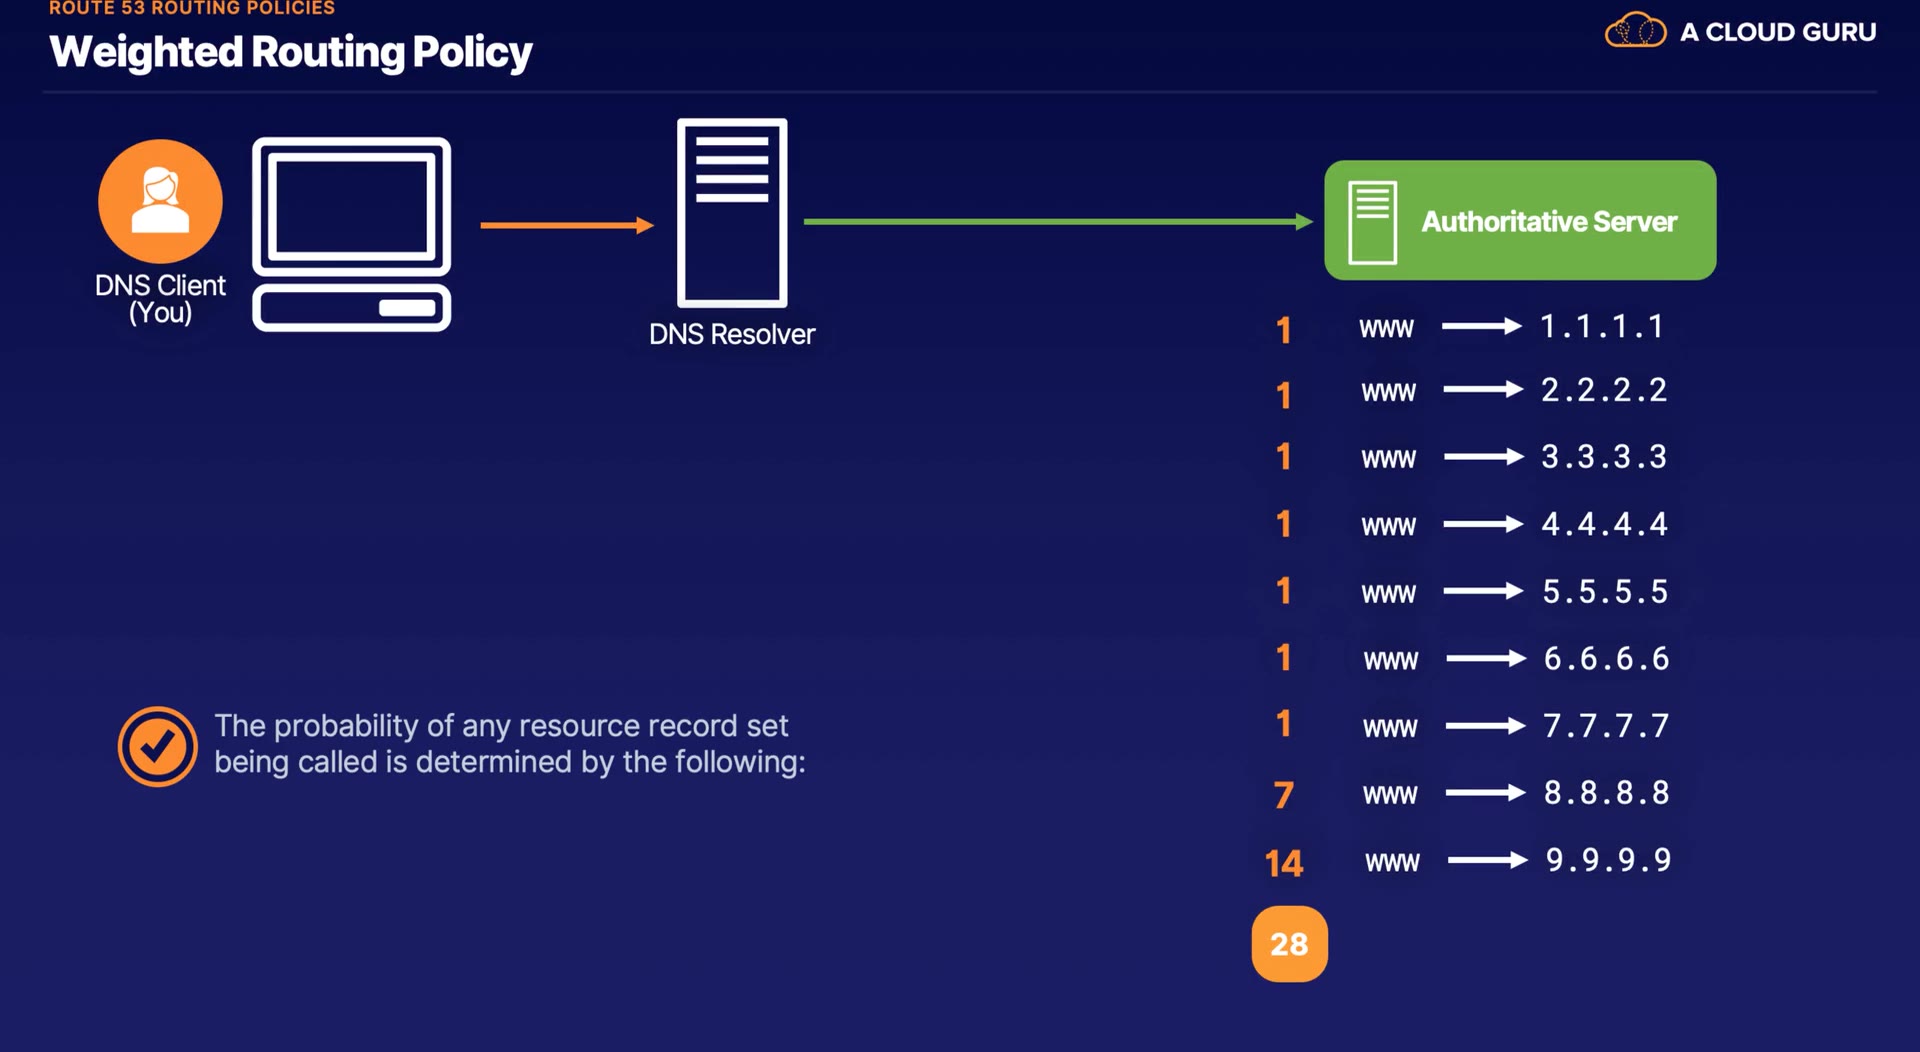 ROUTE 53 ROUTING POLICIES
Weighted Routing Policy
A CLOUD GURU
DNS Client
(You)
DNS Resolver
Authoritative Server
1 www 1.1.1.1
1 www 2.2.2.2
1 www 3.3.3.3
1 www 4.4.4.4
1 www 5.5.5.5
1 www 6.6.6.6
1 www 7.7.7.7
7 www 8.8.8.8
14 www 9.9.9.9
28
The probability of any resource record set
being called is determined by the following: